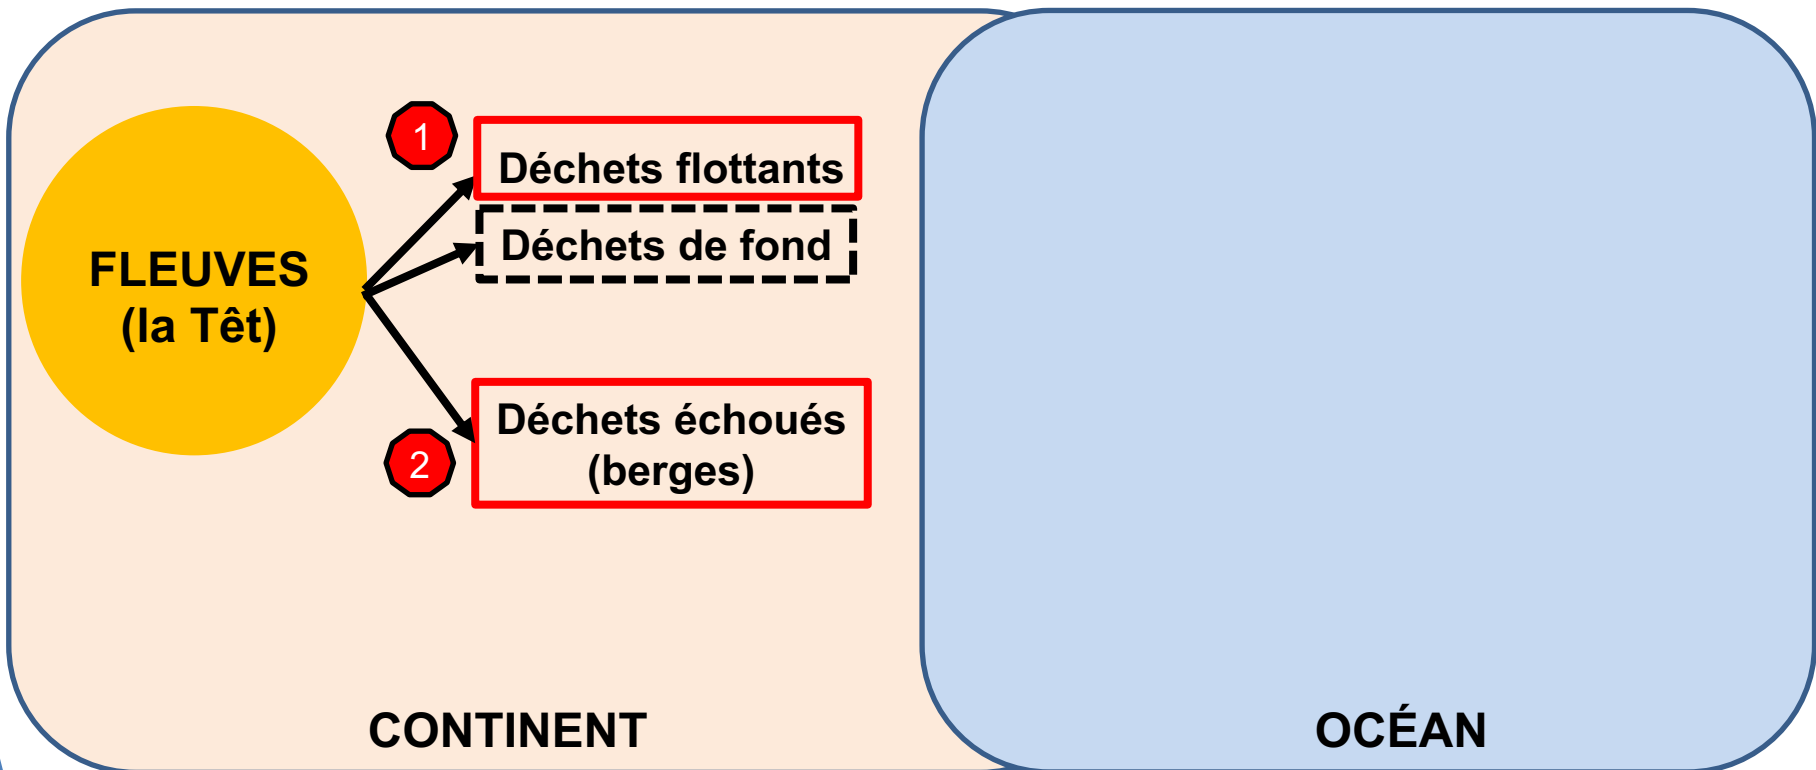 1
Déchets flottants
Déchets de fond
FLEUVES
(la Têt)
2
Déchets échoués
(berges)
CONTINENT
OCÉAN